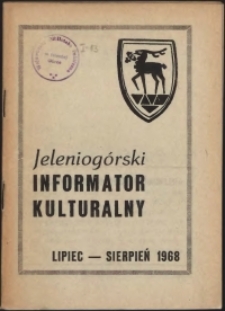 Jeleniogórski
INFORMATOR
KULTURALNY
LIPIEC — SIERPIEŃ 1968